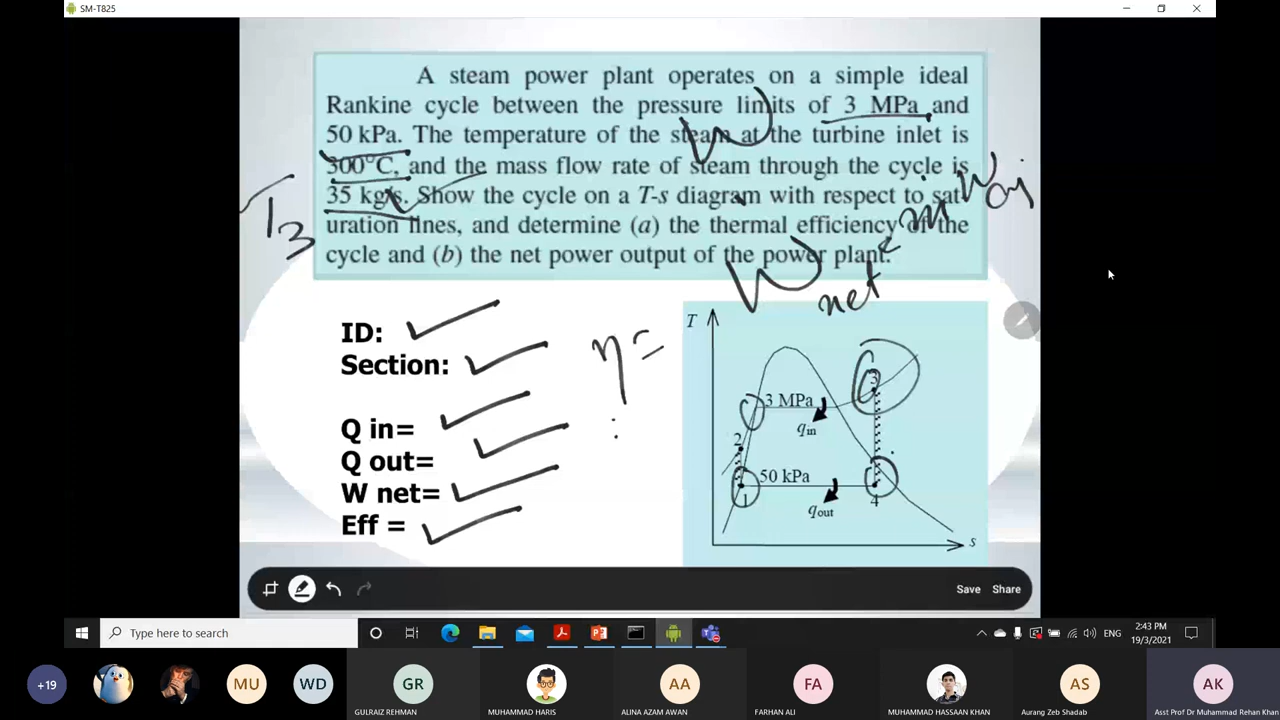 SM-T825
A steam power plant operates on a simple ideal
Rankine cycle between the pressure limits of 3 MPa and
50 kPa. The temperature of the steam at the turbine inlet is
300°C, and the mass flow rate of steam through the cycle is
35 kg/s. Show the cycle on a T-s diagram with respect to sat-
uration lines, and determine (a) the thermal efficiency of the
cycle and (b) the net power output of the power plant.
T3
W
W net
ID:
Section:
Q in=
Q out=
W net=
Eff =
η =
T
3
3 MPa
qin
2
50 kPa
1
qout
4
s
Save Share
Type here to search
ENG
2:43 PM
19/3/2021
+19
MU
WD
GR
GULRAIZ REHMAN
MUHAMMAD HARIS
AA
ALINA AZAM AWAN
FA
FARHAN ALI
MUHAMMAD HASSAAN KHAN
AS
Aurang Zeb Shadab
AK
Asst Prof Dr Muhammad Rehan Khan